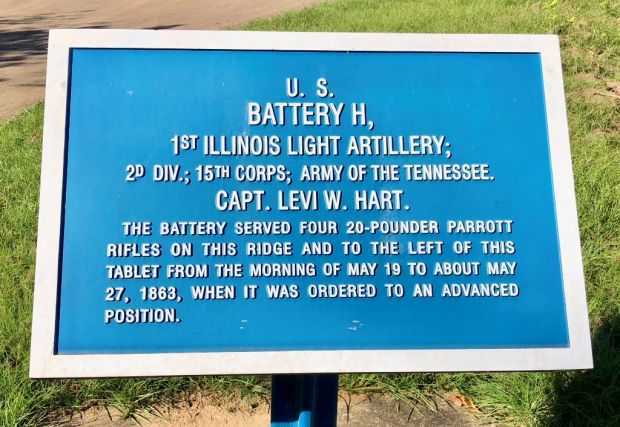 U. S.
BATTERY H,
1ST ILLINOIS LIGHT ARTILLERY;
2D DIV.; 15TH CORPS; ARMY OF THE TENNESSEE.
CAPT. LEVI W. HART.
THE BATTERY SERVED FOUR 20-POUNDER PARROTT
RIFLES ON THIS RIDGE AND TO THE LEFT OF THIS
TABLET FROM THE MORNING OF MAY 19 TO ABOUT MAY
27, 1863, WHEN IT WAS ORDERED TO AN ADVANCED
POSITION.